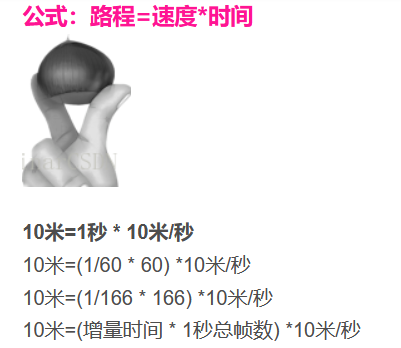 公式：路程=速度*时间
10米=1秒 * 10米/秒
10米=(1/60 * 60) *10米/秒
10米=(1/166 * 166) *10米/秒
10米=(增量时间 * 1秒总帧数) *10米/秒